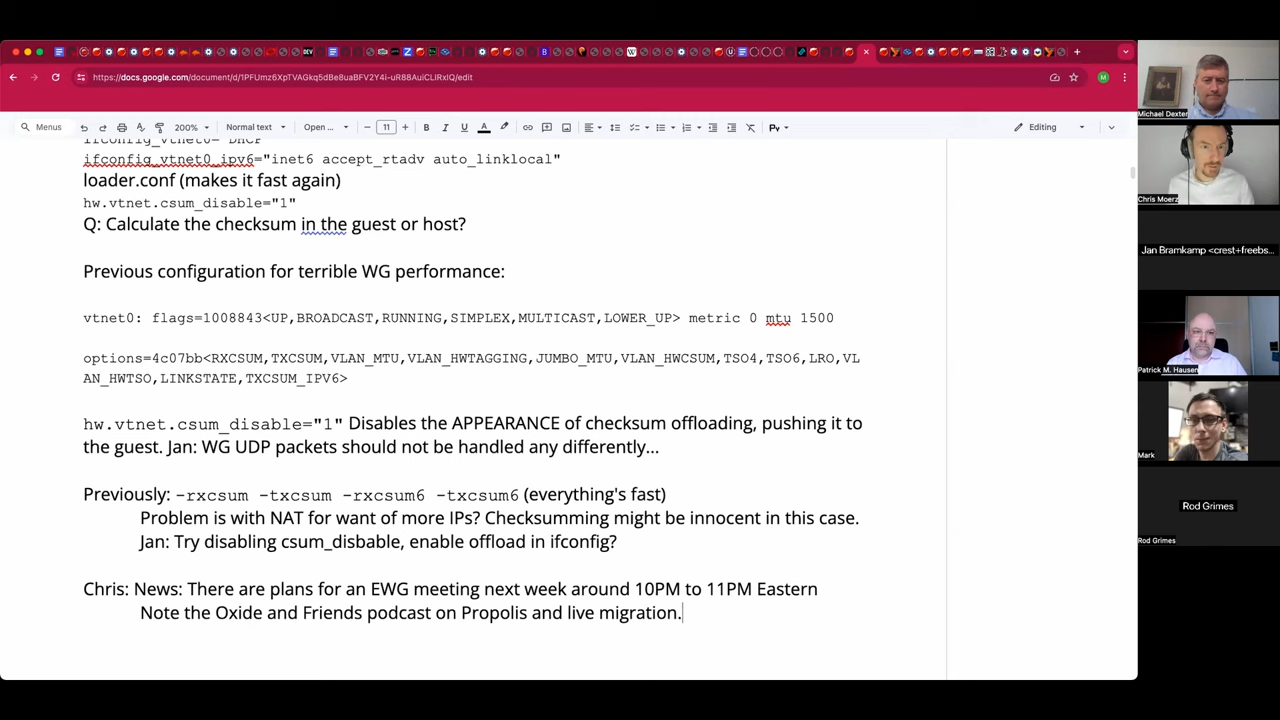 https://docs.google.com/document/d/1PFUmz6XpTVAGkq5dBe8uaBFV2Y4i-uR88AuiCLIRxIQ/edit
Menus
200%
Normal text
Open ...
11
Editing
ifconfig_vtnet0="DHCP"
ifconfig_vtnet0_ipv6="inet6 accept_rtadv auto_linklocal"
loader.conf (makes it fast again)
hw.vtnet.csum_disable="1"
Q: Calculate the checksum in the guest or host?
Previous configuration for terrible WG performance:
vtnet0: flags=1008843<UP,BROADCAST,RUNNING,SIMPLEX,MULTICAST,LOWER_UP> metric 0 mtu 1500
options=4c07bb<RXCSUM,TXCSUM,VLAN_MTU,VLAN_HWTAGGING,JUMBO_MTU,VLAN_HWCSUM,TSO4,TSO6,LRO,VL
AN_HWTSO,LINKSTATE,TXCSUM_IPV6>
hw.vtnet.csum_disable="1" Disables the APPEARANCE of checksum offloading, pushing it to
the guest. Jan: WG UDP packets should not be handled any differently...
Previously: -rxcsum -txcsum -rxcsum6 -txcsum6 (everything's fast)
Problem is with NAT for want of more IPs? Checksumming might be innocent in this case.
Jan: Try disabling csum_disbable, enable offload in ifconfig?
Chris: News: There are plans for an EWG meeting next week around 10PM to 11PM Eastern
Note the Oxide and Friends podcast on Propolis and live migration.
Michael Dexter
Chris Moerz
Jan Bramkamp <crest+freebs...
Patrick M. Hausen
Mark
Rod Grimes
Rod Grimes